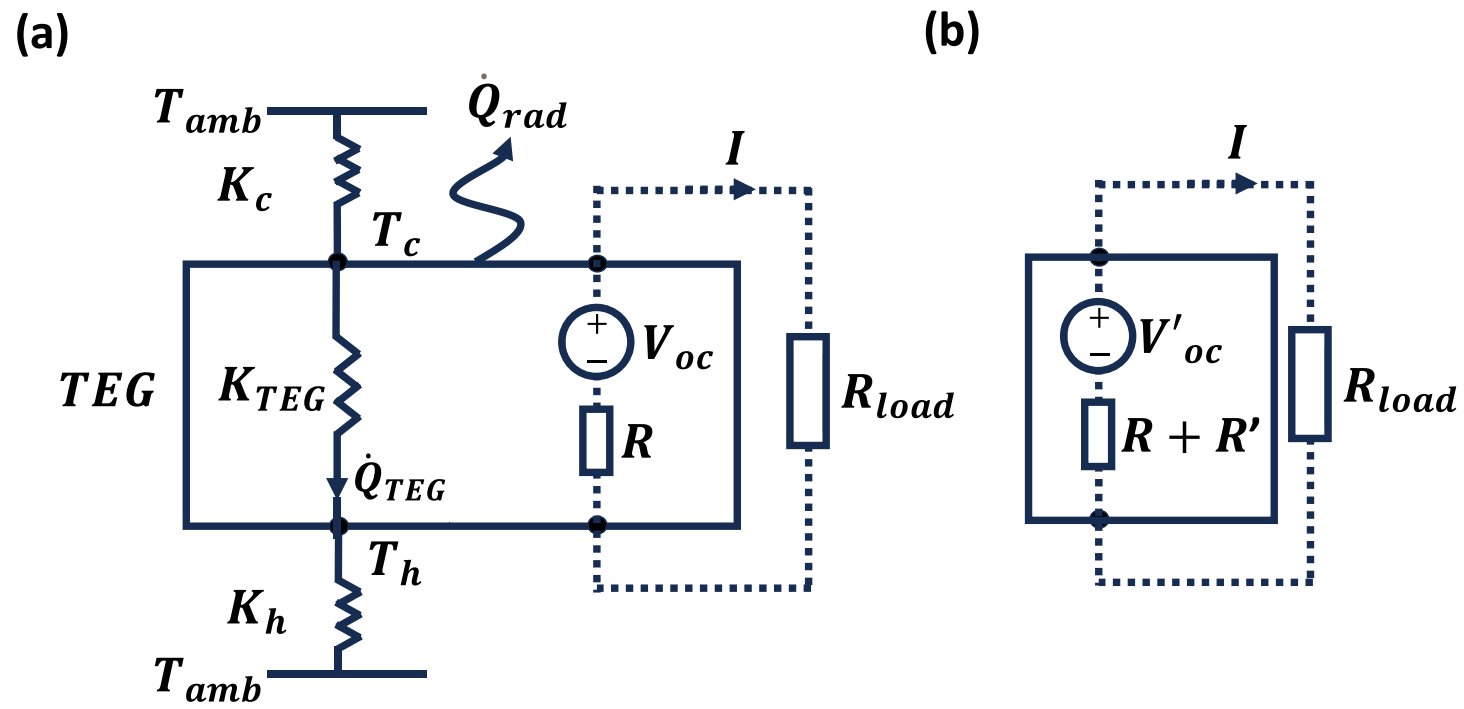 (a)
T_amb
Q̇_rad
K_c
I
T_c
+
−
V_oc
TEG
K_TEG
R_load
R
Q̇_TEG
T_h
K_h
T_amb
(b)
I
+
−
V'_oc
R_load
R + R'